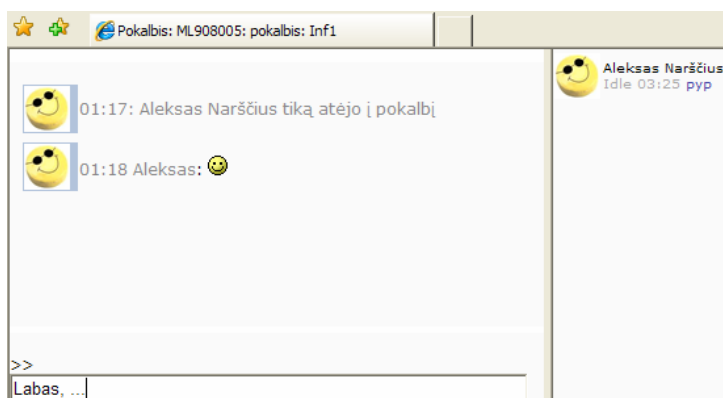 Pokalbis: ML908005: pokalbis: Inf1
01:17: Aleksas Narščius tiką atėjo į pokalbį
01:18 Aleksas:
>>
Labas, ...
Aleksas Narščius
Idle 03:25 pyp